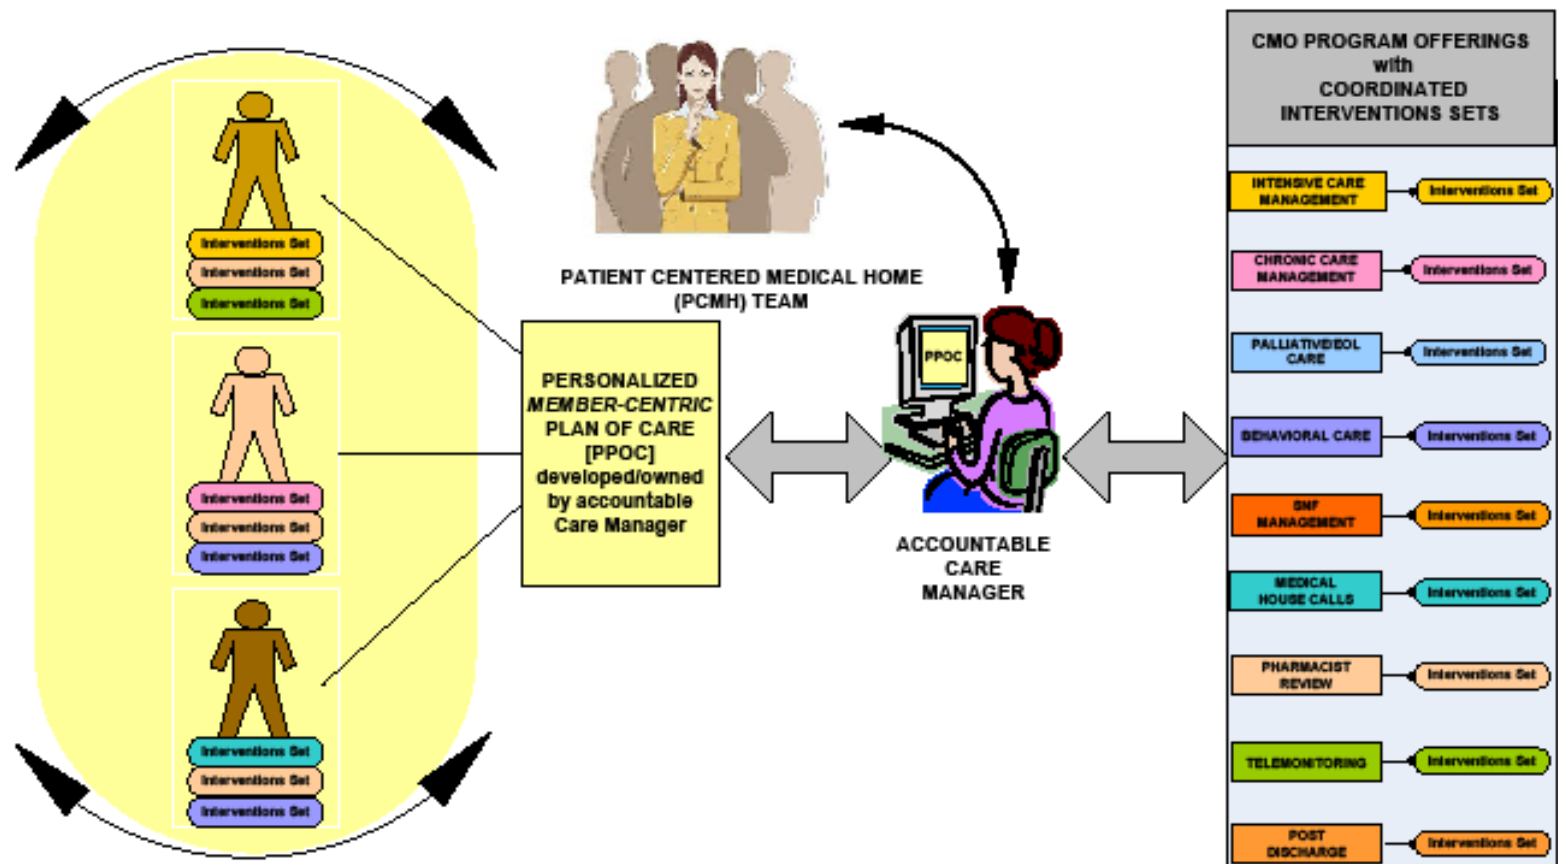 Interventions Set
Interventions Set
Interventions Set
Interventions Set
Interventions Set
Interventions Set
Interventions Set
Interventions Set
Interventions Set
PATIENT CENTERED MEDICAL HOME
(PCMH) TEAM
PERSONALIZED
MEMBER-CENTRIC
PLAN OF CARE
[PPOC]
developed/owned
by accountable
Care Manager
PPOC
ACCOUNTABLE
CARE
MANAGER
CMO PROGRAM OFFERINGS
with
COORDINATED
INTERVENTIONS SETS
INTENSIVE CARE
MANAGEMENT
Interventions Set
CHRONIC CARE
MANAGEMENT
Interventions Set
PALLIATIVE/EOL
CARE
Interventions Set
BEHAVIORAL CARE
Interventions Set
SNF
MANAGEMENT
Interventions Set
MEDICAL
HOUSE CALLS
Interventions Set
PHARMACIST
REVIEW
Interventions Set
TELEMONITORING
Interventions Set
POST
DISCHARGE
Interventions Set